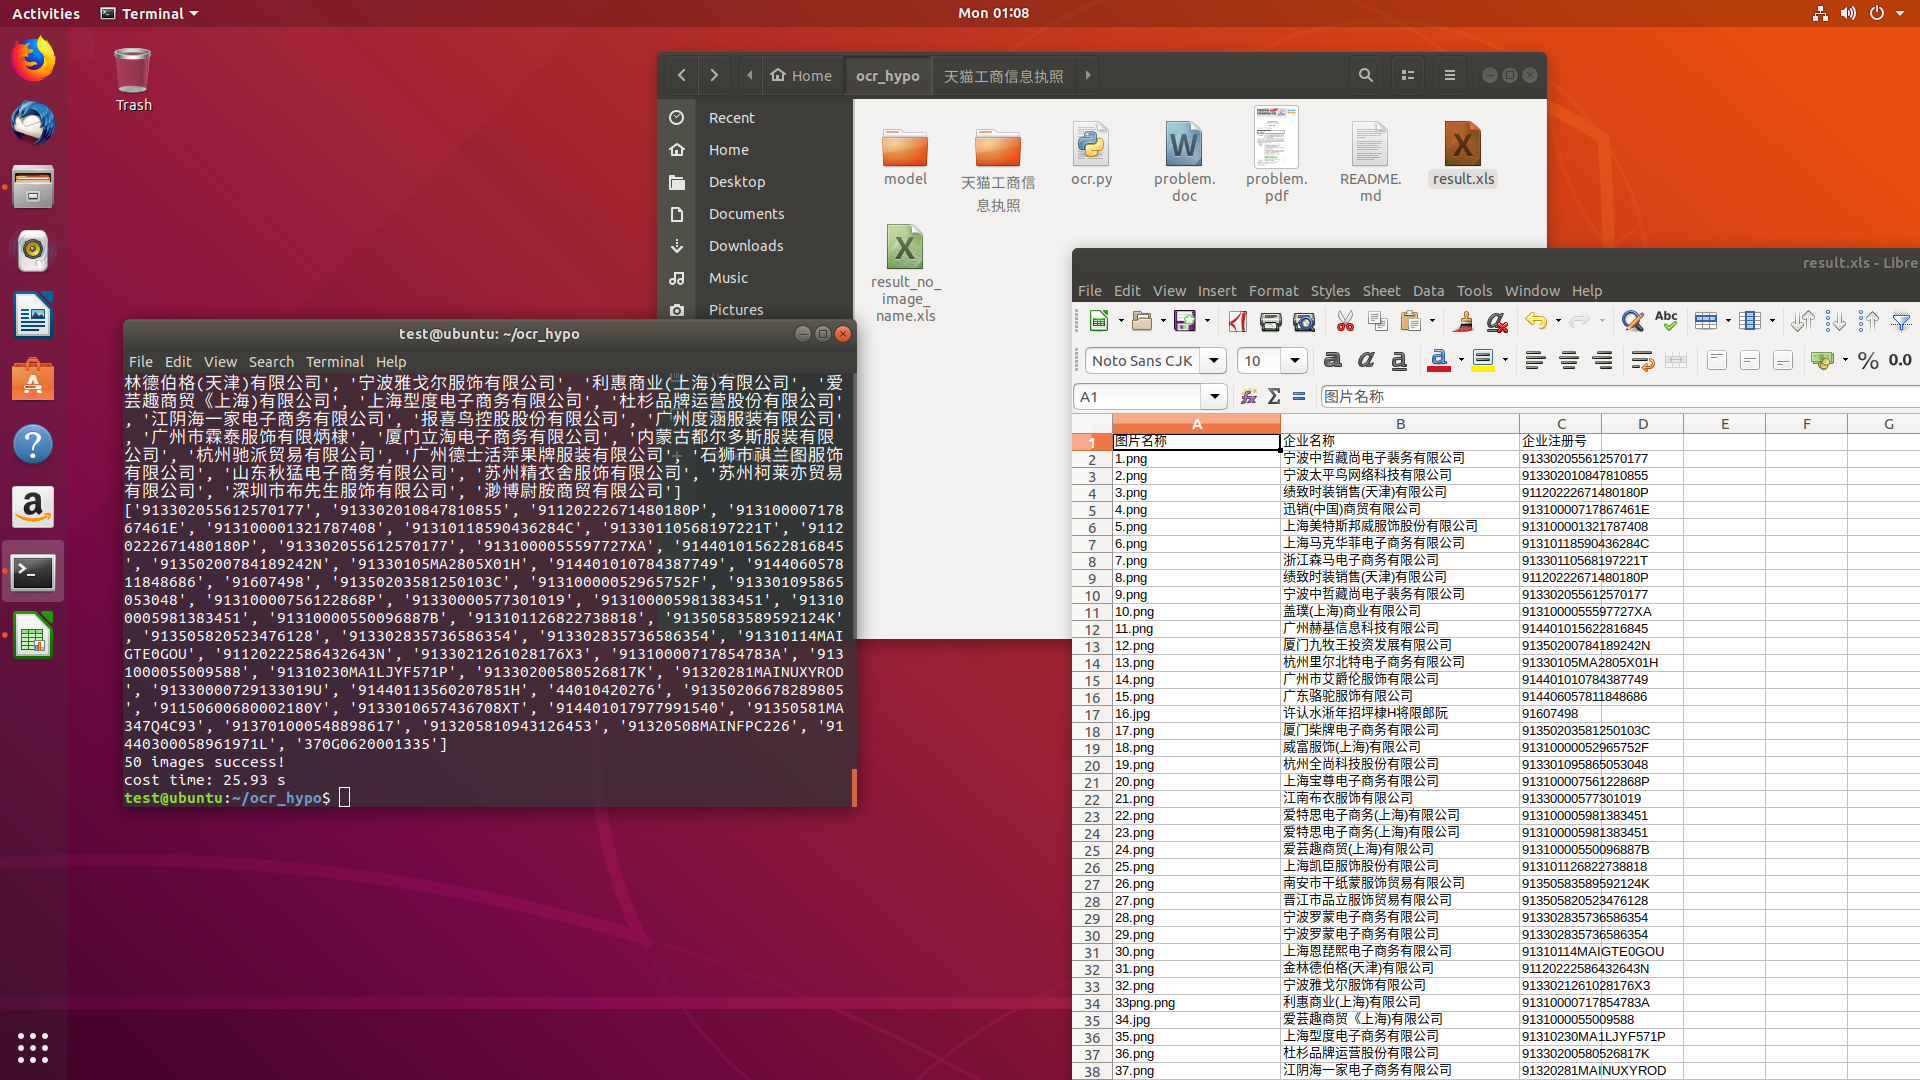 Activities
Terminal
Mon 01:08
Trash
Home
ocr_hypo
天猫工商信息执照
Recent
Home
Desktop
Documents
Downloads
Music
Pictures
model
天猫工商信
息执照
ocr.py
problem.
doc
problem.
pdf
README.
md
result.xls
result_no_
image_
name.xls
test@ubuntu: ~/ocr_hypo
File Edit View Search Terminal Help
林德伯格(天津)有限公司', '宁波雅戈尔服饰有限公司', '利惠商业(上海)有限公司', '爱
芸趣商贸《上海)有限公司', '上海型度电子商务有限公司', '杜杉品牌运营股份有限公司'
, '江阴海一家电子商务有限公司', '报喜鸟控股股份有限公司', '广州度涵服装有限公司'
, '广州市霖泰服饰有限炳棣', '厦门立淘电子商务有限公司', '内蒙古都尔多斯服装有限
公司', '杭州驰派贸易有限公司', '广州德士活萍果牌服装有限公司', '石狮市祺兰图服饰
有限公司', '山东秋猛电子商务有限公司', '苏州精衣舍服饰有限公司', '苏州柯莱亦贸易
有限公司', '深圳市布先生服饰有限公司', '渺博尉胺商贸有限公司']
['913302055612570177', '913302010847810855', '91120222671480180P', '913100007178
67461E', '913100001321787408', '91310118590436284C', '91330110568197221T', '9112
0222671480180P', '913302055612570177', '9131000055597727XA', '914401015622816845
', '91350200784189242N', '91330105MA2805X01H', '914401010784387749', '9144060578
11848686', '91607498', '91350203581250103C', '91310000052965752F', '913301095865
053048', '91310000756122868P', '91330000577301019', '913100005981383451', '91310
0005981383451', '91310000550096887B', '913101126822738818', '91350583589592124K'
, '913505820523476128', '913302835736586354', '913302835736586354', '91310114MAI
GTE0GOU', '91120222586432643N', '9133021261028176X3', '91310000717854783A', '913
1000055009588', '91310230MA1LJYF571P', '91330200580526817K', '91320281MAINUXYROD
', '91330000729133019U', '91440113560207851H', '44010420276', '91350206678289805
', '91150600680002180Y', '9133010657436708XT', '914401017977991540', '91350581MA
347Q4C93', '913701000548898617', '913205810943126453', '91320508MAINFPC226', '91
440300058961971L', '370G0620001335']
50 images success!
cost time: 25.93 s
test@ubuntu:~/ocr_hypo$
result.xls - Libre
File Edit View Insert Format Styles Sheet Data Tools Window Help
Noto Sans CJK 10 % 0.0
A1 图片名称
A B C D E F G
1 图片名称 企业名称 企业注册号
2 1.png 宁波中哲藏尚电子裴务有限公司 913302055612570177
3 2.png 宁波太平鸟网络科技有限公司 913302010847810855
4 3.png 绩致时装销售(天津)有限公司 91120222671480180P
5 4.png 迅销(中国)商贸有限公司 91310000717867461E
6 5.png 上海美特斯邦威服饰股份有限公司 913100001321787408
7 6.png 上海马克华菲电子商务有限公司 91310118590436284C
8 7.png 浙江森马电子商务有限公司 91330110568197221T
9 8.png 绩致时装销售(天津)有限公司 91120222671480180P
10 9.png 宁波中哲藏尚电子裴务有限公司 913302055612570177
11 10.png 盖璞(上海)商业有限公司 9131000055597727XA
12 11.png 广州赫基信息科技有限公司 914401015622816845
13 12.png 厦门九牧王投资发展有限公司 91350200784189242N
14 13.png 杭州里尔北特电子商务有限公司 91330105MA2805X01H
15 14.png 广州市艾爵伦服饰有限公司 914401010784387749
16 15.png 广东骆驼服饰有限公司 914406057811848686
17 16.jpg 许认水淅年招坪棣H将限郎阮 91607498
18 17.png 厦门柴牌电子商务有限公司 91350203581250103C
19 18.png 威富服饰(上海)有限公司 91310000052965752F
20 19.png 杭州全尚科技股份有限公司 913301095865053048
21 20.png 上海宝尊电子商务有限公司 91310000756122868P
22 21.png 江南布衣服饰有限公司 91330000577301019
23 22.png 爱特思电子商务(上海)有限公司 913100005981383451
24 23.png 爱特思电子商务(上海)有限公司 913100005981383451
25 24.png 爱芸趣商贸(上海)有限公司 91310000550096887B
26 25.png 上海凯臣服饰股份有限公司 913101126822738818
27 26.png 南安市干纸蒙服饰贸易有限公司 91350583589592124K
28 27.png 晋江市品立服饰贸易有限公司 913505820523476128
29 28.png 宁波罗蒙电子商务有限公司 913302835736586354
30 29.png 宁波罗蒙电子商务有限公司 913302835736586354
31 30.png 上海恩琵熙电子商务有限公司 91310114MAIGTE0GOU
32 31.png 金林德伯格(天津)有限公司 91120222586432643N
33 32.png 宁波雅戈尔服饰有限公司 9133021261028176X3
34 33png.png 利惠商业(上海)有限公司 91310000717854783A
35 34.jpg 爱芸趣商贸《上海)有限公司 9131000055009588
36 35.png 上海型度电子商务有限公司 91310230MA1LJYF571P
37 36.png 杜杉品牌运营股份有限公司 91330200580526817K
38 37.png 江阴海一家电子商务有限公司 91320281MAINUXYROD